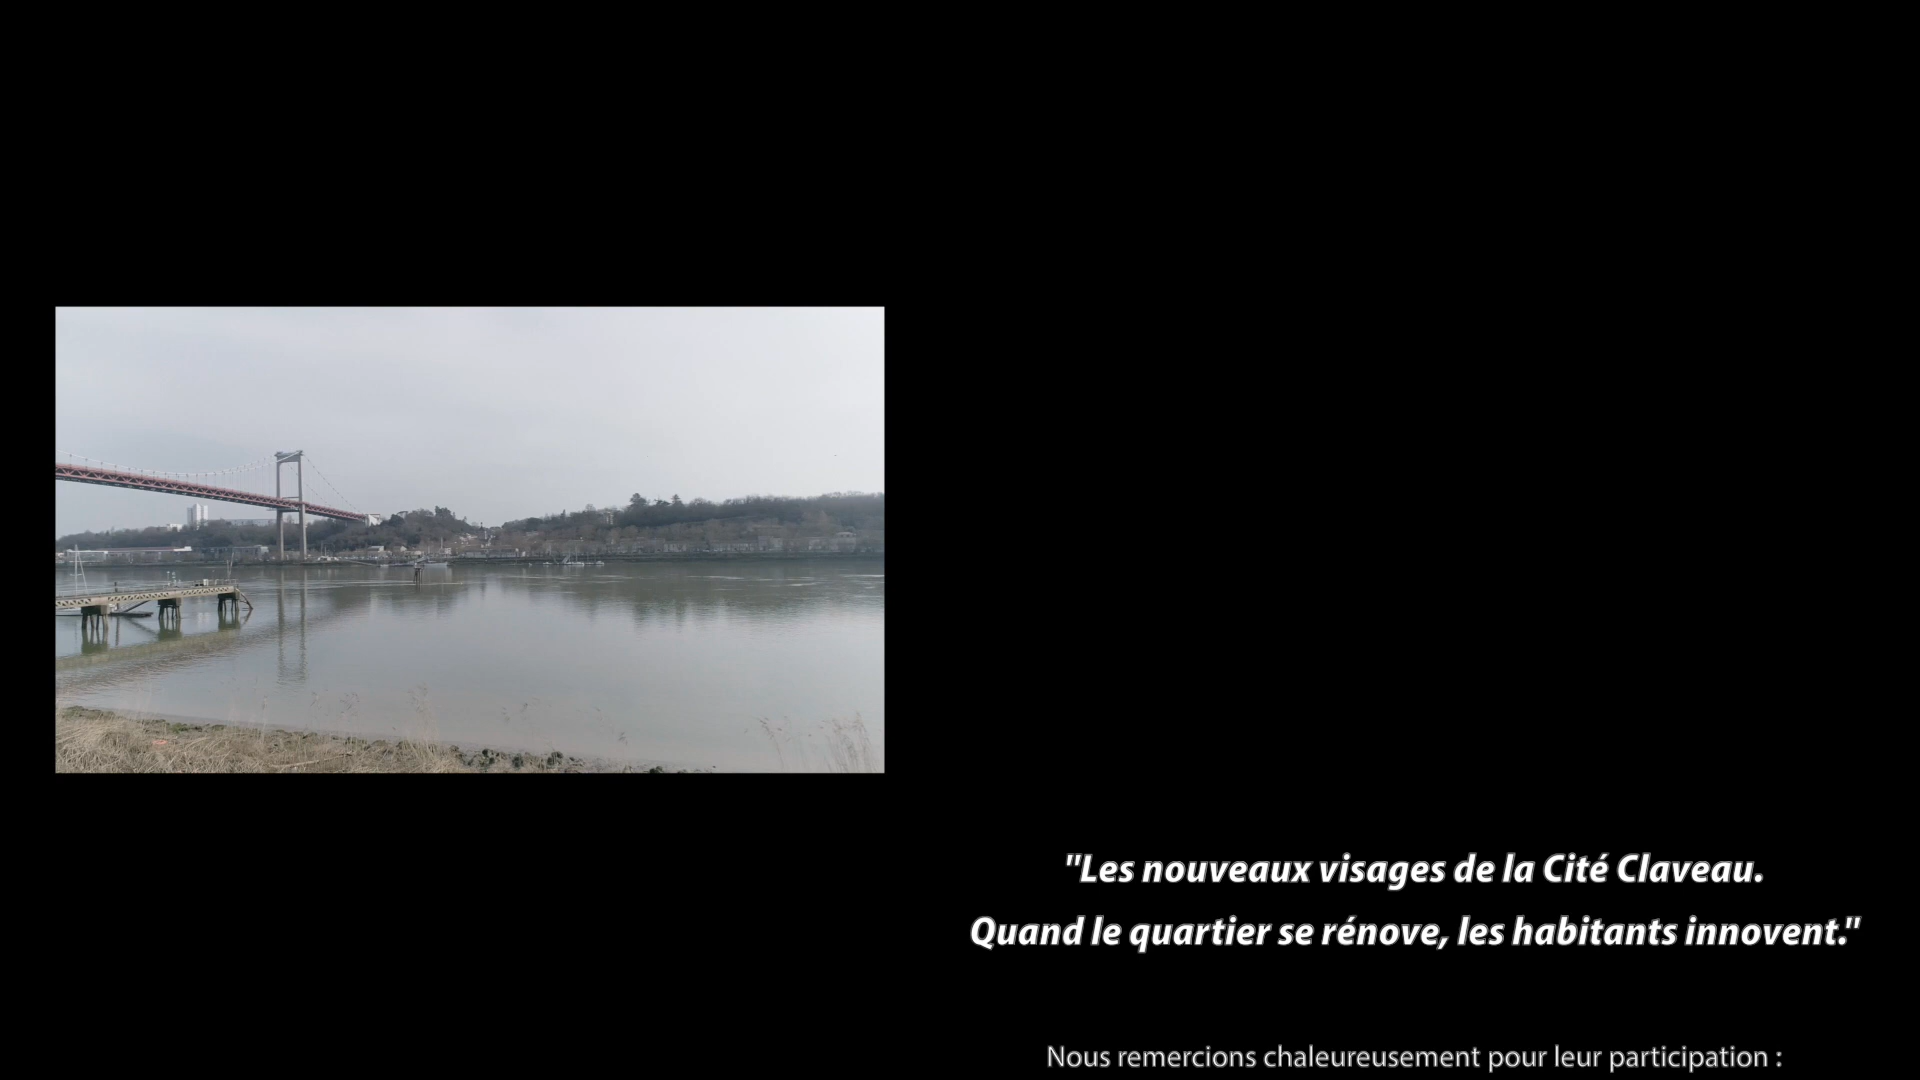 "Les nouveaux visages de la Cité Claveau.
Quand le quartier se rénove, les habitants innovent."
Nous remercions chaleureusement pour leur participation :